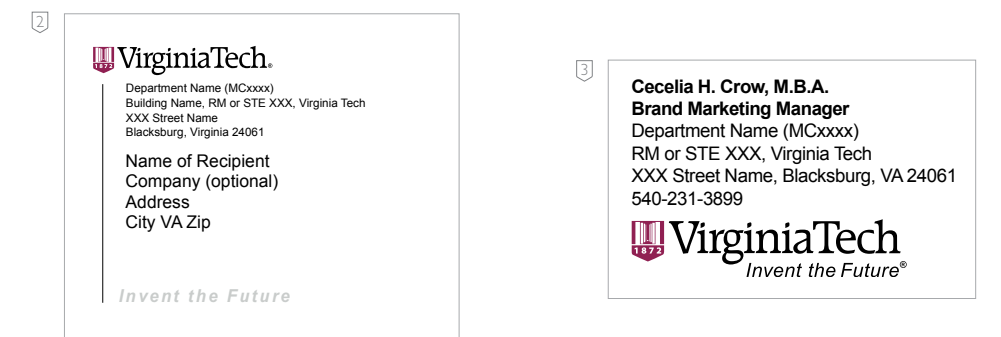 2
1872
VirginiaTech®
Department Name (MCxxxx)
Building Name, RM or STE XXX, Virginia Tech
XXX Street Name
Blacksburg, Virginia 24061
Name of Recipient
Company (optional)
Address
City VA Zip
Invent the Future
3
Cecelia H. Crow, M.B.A.
Brand Marketing Manager
Department Name (MCxxxx)
RM or STE XXX, Virginia Tech
XXX Street Name, Blacksburg, VA 24061
540-231-3899
1872
VirginiaTech
Invent the Future®